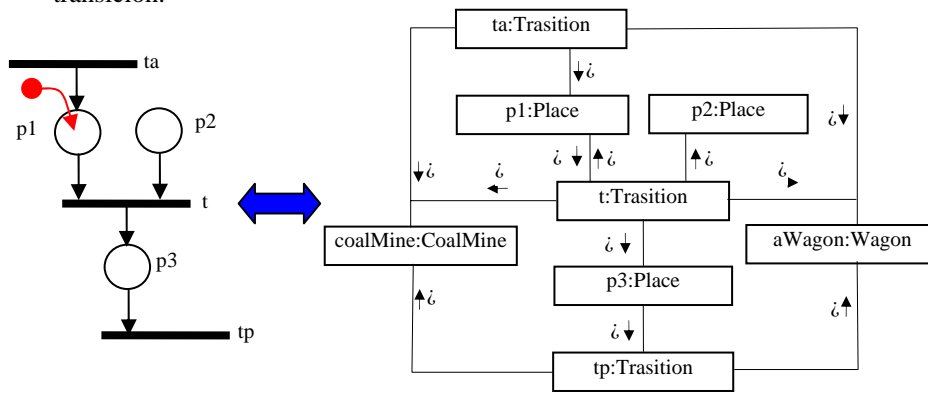 transición.
ta
p1
p2
t
p3
tp
ta:Trasition
¿
p1:Place
p2:Place
¿
¿
¿
¿
¿
¿
¿
t:Trasition
coalMine:CoalMine
¿
aWagon:Wagon
p3:Place
¿
¿
¿
tp:Trasition